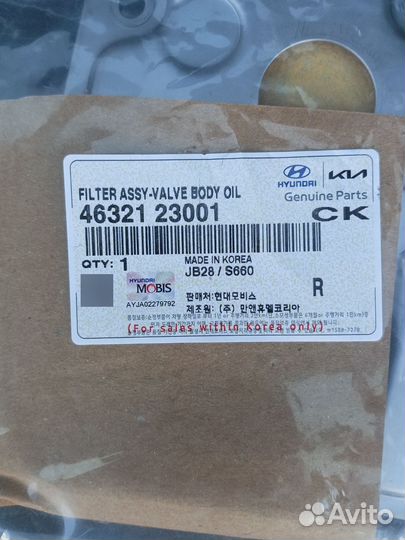 FILTER ASSY-VALVE BODY OIL
46321 23001
HYUNDAI
KIA
Genuine Parts
CK
QTY: 1
MADE IN KOREA
JB28 / S660
HYUNDAI
MOBIS
AYJA02279792
R
판매처:현대모비스
제조원: (주) 만앤휴멜코리아
(For sales within Korea only)
Avito